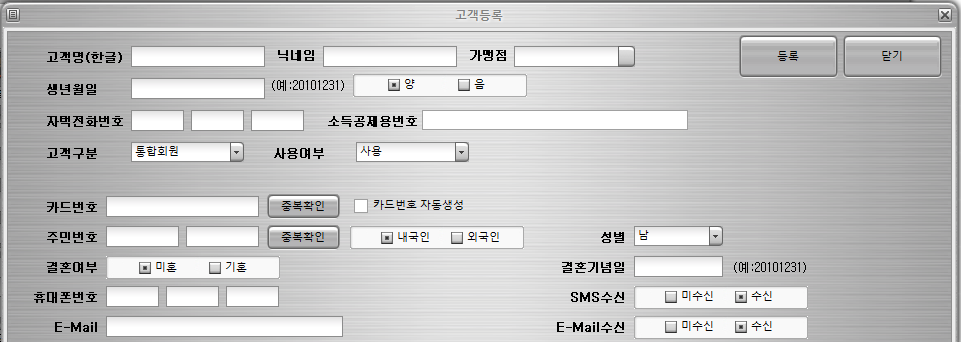 고객등록
고객명(한글) 닉네임 가맹점 등록 닫기
생년월일 (예:20101231) 양 음
자택전화번호 소득공제용번호
고객구분 통합회원 사용여부 사용
카드번호 중복확인 카드번호 자동생성
주민번호 중복확인 내국인 외국인 성별 남
결혼여부 미혼 기혼 결혼기념일 (예:20101231)
휴대폰번호 SMS수신 미수신 수신
E-Mail E-Mail수신 미수신 수신